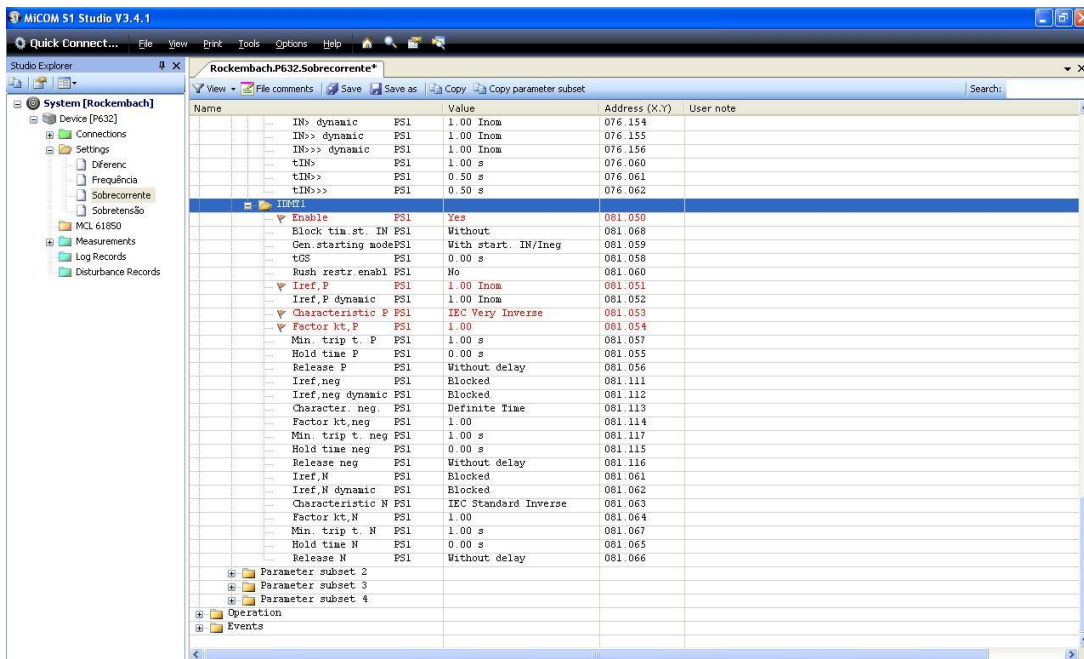 MiCOM S1 Studio V3.4.1
Quick Connect... File View Print Tools Options Help
Studio Explorer
System [Rockembach]
Device [P632]
Connections
Settings
Diferenc
Frequência
Sobrecorrente
Sobretensão
MCL 61850
Measurements
Log Records
Disturbance Records
Rockembach.P632.Sobrecorrente*
View File comments Save Save as Copy Copy parameter subset Search:
Name Value Address (X.Y) User note
IN> dynamic PS1 1.00 Inom 076.154
IN>> dynamic PS1 1.00 Inom 076.155
IN>>> dynamic PS1 1.00 Inom 076.156
tIN> PS1 1.00 s 076.060
tIN>> PS1 0.50 s 076.061
tIN>>> PS1 0.50 s 076.062
IDMT1
Enable PS1 Yes 081.050
Block tim.st. IN PS1 Without 081.068
Gen.starting modePS1 With start. IN/Ineg 081.059
tGS PS1 0.00 s 081.058
Rush restr.enabl PS1 No 081.060
Iref,P PS1 1.00 Inom 081.051
Iref,P dynamic PS1 1.00 Inom 081.052
Characteristic P PS1 IEC Very Inverse 081.053
Factor kt,P PS1 1.00 081.054
Min. trip t. P PS1 1.00 s 081.057
Hold time P PS1 0.00 s 081.055
Release P PS1 Without delay 081.056
Iref,neg PS1 Blocked 081.111
Iref,neg dynamic PS1 Blocked 081.112
Character. neg. PS1 Definite Time 081.113
Factor kt,neg PS1 1.00 081.114
Min. trip t. neg PS1 1.00 s 081.117
Hold time neg PS1 0.00 s 081.115
Release neg PS1 Without delay 081.116
Iref,N PS1 Blocked 081.061
Iref,N dynamic PS1 Blocked 081.062
Characteristic N PS1 IEC Standard Inverse 081.063
Factor kt,N PS1 1.00 081.064
Min. trip t. N PS1 1.00 s 081.067
Hold time N PS1 0.00 s 081.065
Release N PS1 Without delay 081.066
Parameter subset 2
Parameter subset 3
Parameter subset 4
Operation
Events